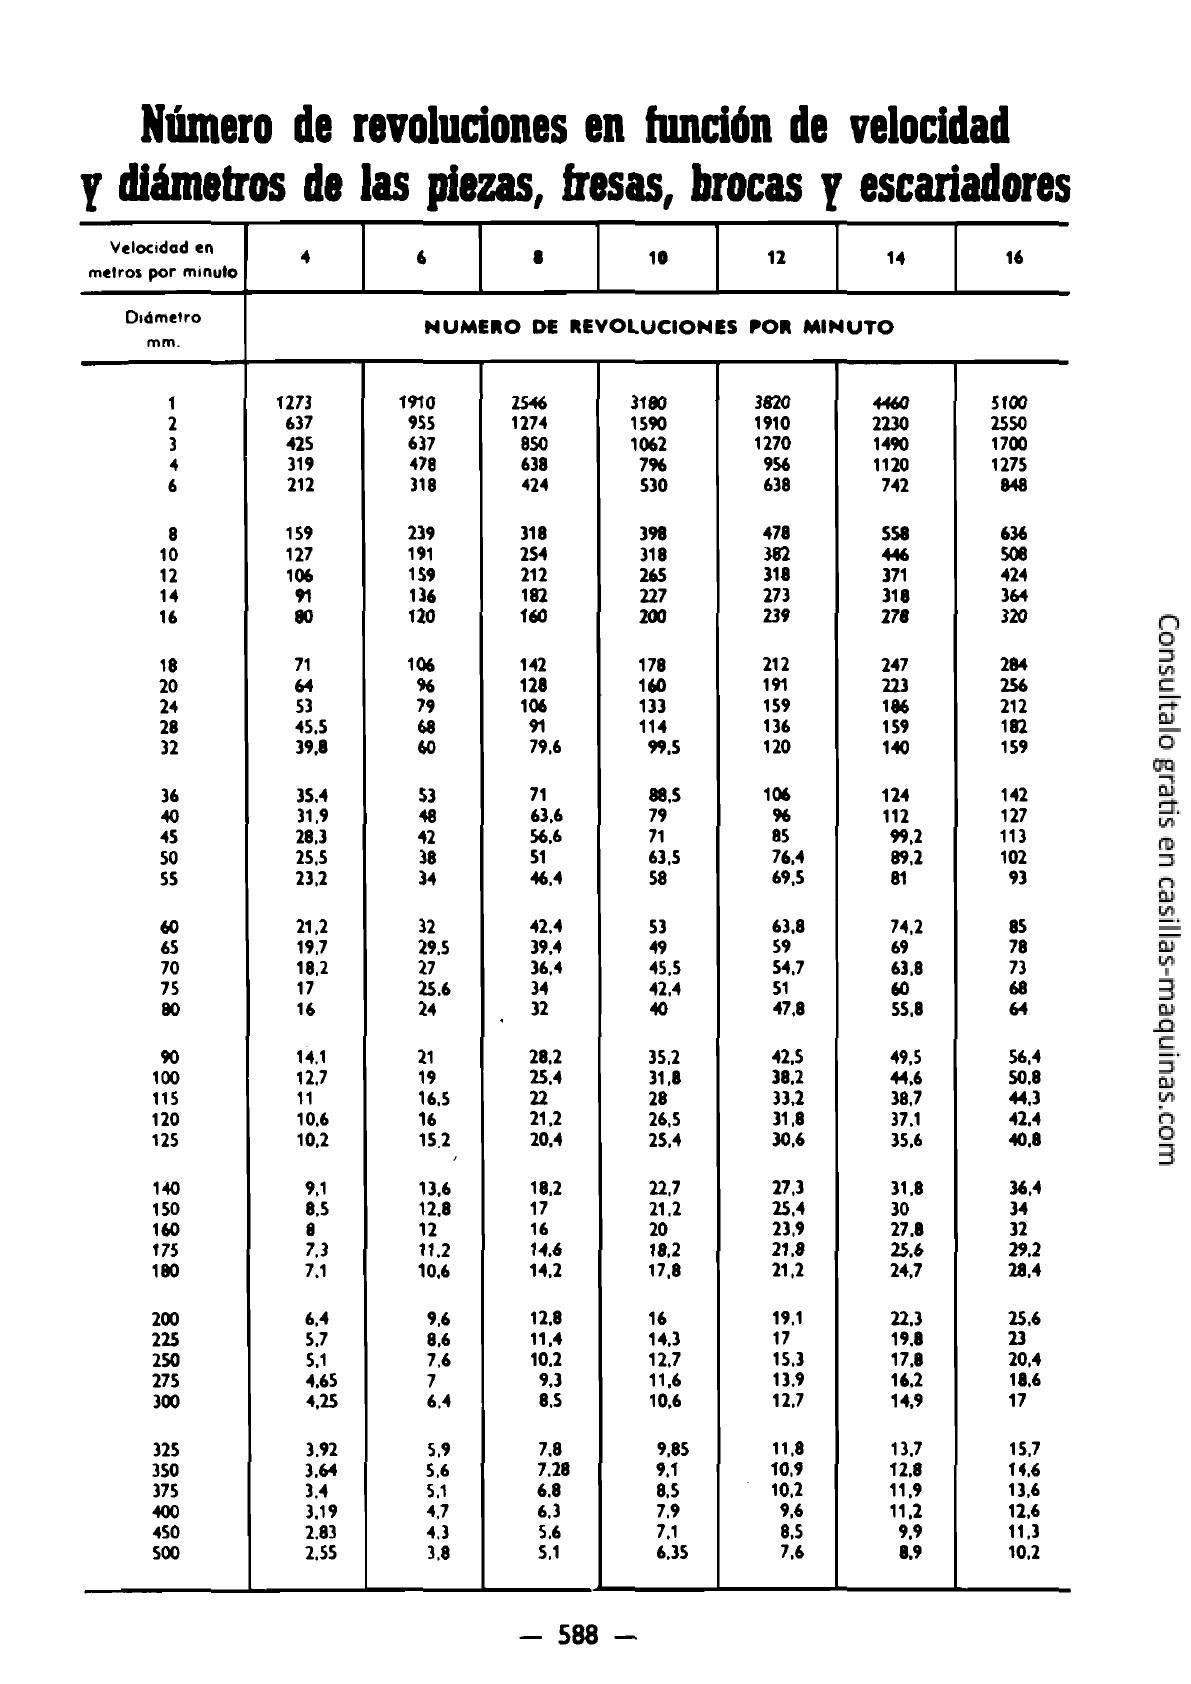 Número de revoluciones en función de velocidad
y diámetros de las piezas, fresas, brocas y escariadores
Velocidad en metros por minuto 4 6 8 10 12 14 16
Diámetro mm. NUMERO DE REVOLUCIONES POR MINUTO
1 1273 1910 2546 3180 3820 4460 5100
2 637 955 1274 1590 1910 2230 2550
3 425 637 850 1062 1270 1490 1700
4 319 478 638 796 956 1120 1275
6 212 318 424 530 638 742 848
8 159 239 318 398 478 558 636
10 127 191 254 318 382 446 508
12 106 159 212 265 318 371 424
14 91 136 182 227 273 318 364
16 80 120 160 200 239 278 320
18 71 106 142 178 212 247 284
20 64 96 128 160 191 223 256
24 53 79 106 133 159 186 212
28 45,5 68 91 114 136 159 182
32 39,8 60 79,6 99,5 120 140 159
36 35,4 53 71 88,5 106 124 142
40 31,9 48 63,6 79 96 112 127
45 28,3 42 56,6 71 85 99,2 113
50 25,5 38 51 63,5 76,4 89,2 102
55 23,2 34 46,4 58 69,5 81 93
60 21,2 32 42,4 53 63,8 74,2 85
65 19,7 29,5 39,4 49 59 69 78
70 18,2 27 36,4 45,5 54,7 63,8 73
75 17 25,6 34 42,4 51 60 68
80 16 24 32 40 47,8 55,8 64
90 14,1 21 28,2 35,2 42,5 49,5 56,4
100 12,7 19 25,4 31,8 38,2 44,6 50,8
115 11 16,5 22 28 33,2 38,7 44,3
120 10,6 16 21,2 26,5 31,8 37,1 42,4
125 10,2 15,2 20,4 25,4 30,6 35,6 40,8
140 9,1 13,6 18,2 22,7 27,3 31,8 36,4
150 8,5 12,8 17 21,2 25,4 30 34
160 8 12 16 20 23,9 27,8 32
175 7,3 11,2 14,6 18,2 21,8 25,6 29,2
180 7,1 10,6 14,2 17,8 21,2 24,7 28,4
200 6,4 9,6 12,8 16 19,1 22,3 25,6
225 5,7 8,6 11,4 14,3 17 19,8 23
250 5,1 7,6 10,2 12,7 15,3 17,8 20,4
275 4,65 7 9,3 11,6 13,9 16,2 18,6
300 4,25 6,4 8,5 10,6 12,7 14,9 17
325 3,92 5,9 7,8 9,85 11,8 13,7 15,7
350 3,64 5,6 7,28 9,1 10,9 12,8 14,6
375 3,4 5,1 6,8 8,5 10,2 11,9 13,6
400 3,19 4,7 6,3 7,9 9,6 11,2 12,6
450 2,83 4,3 5,6 7,1 8,5 9,9 11,3
500 2,55 3,8 5,1 6,35 7,6 8,9 10,2
— 588 —
Consultalo gratis en casillas-maquinas.com